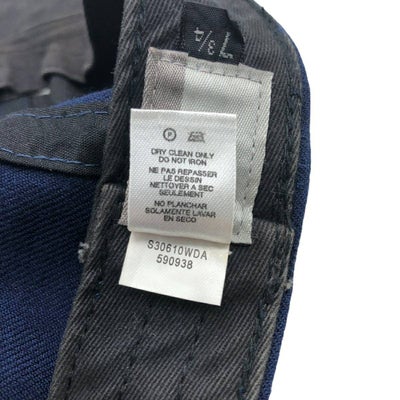 7 3/4
P
DRY CLEAN ONLY
DO NOT IRON
NE PAS REPASSER
LE DESSIN
NETTOYER A SEC
SEULEMENT
NO PLANCHAR
SOLAMENTE LAVAR
EN SECO
S30610WDA
590938